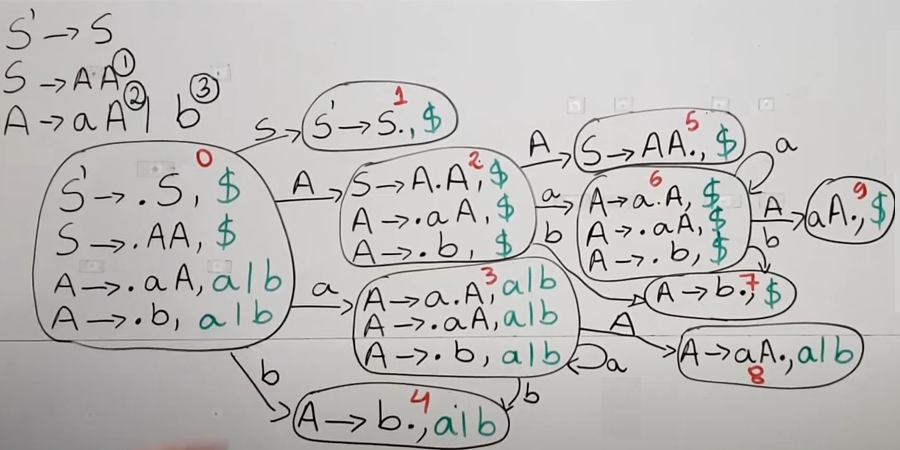 S' → S
S → AA ①
A → aA ② | b ③
0
S' → .S, $
S → .AA, $
A → .aA, a|b
A → .b, a|b
S
1
S' → S., $
A
2
S → A.A, $
A → .aA, $
A → .b, $
A
5
S → AA., $
a
b
6
A → a.A, $
A → .aA, $
A → .b, $
a
A
b
9
aA., $
7
A → b., $
a
3
A → a.A, a|b
A → .aA, a|b
A → .b, a|b
A
a
b
A → aA., a|b
8
b
4
A → b., a|b